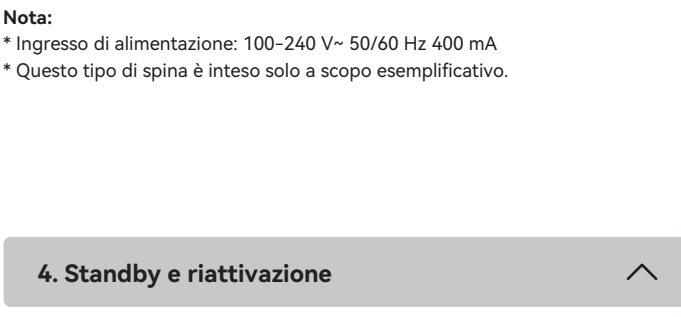 Nota:
* Ingresso di alimentazione: 100-240 V~ 50/60 Hz 400 mA
* Questo tipo di spina è inteso solo a scopo esemplificativo.
4. Standby e riattivazione